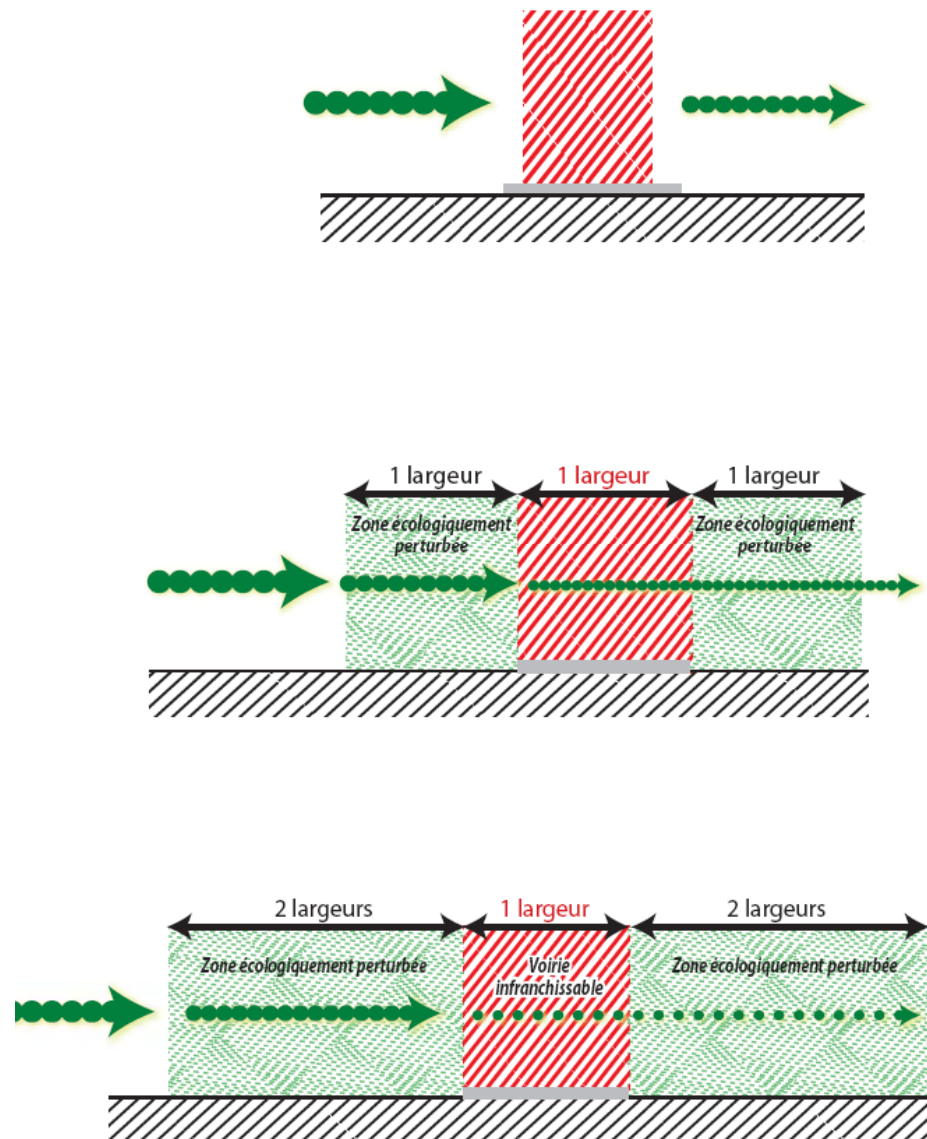 1 largeur
1 largeur
1 largeur
Zone écologiquement
perturbée
Zone écologiquement
perturbée
2 largeurs
1 largeur
2 largeurs
Zone écologiquement perturbée
Voirie
infranchissable
Zone écologiquement perturbée